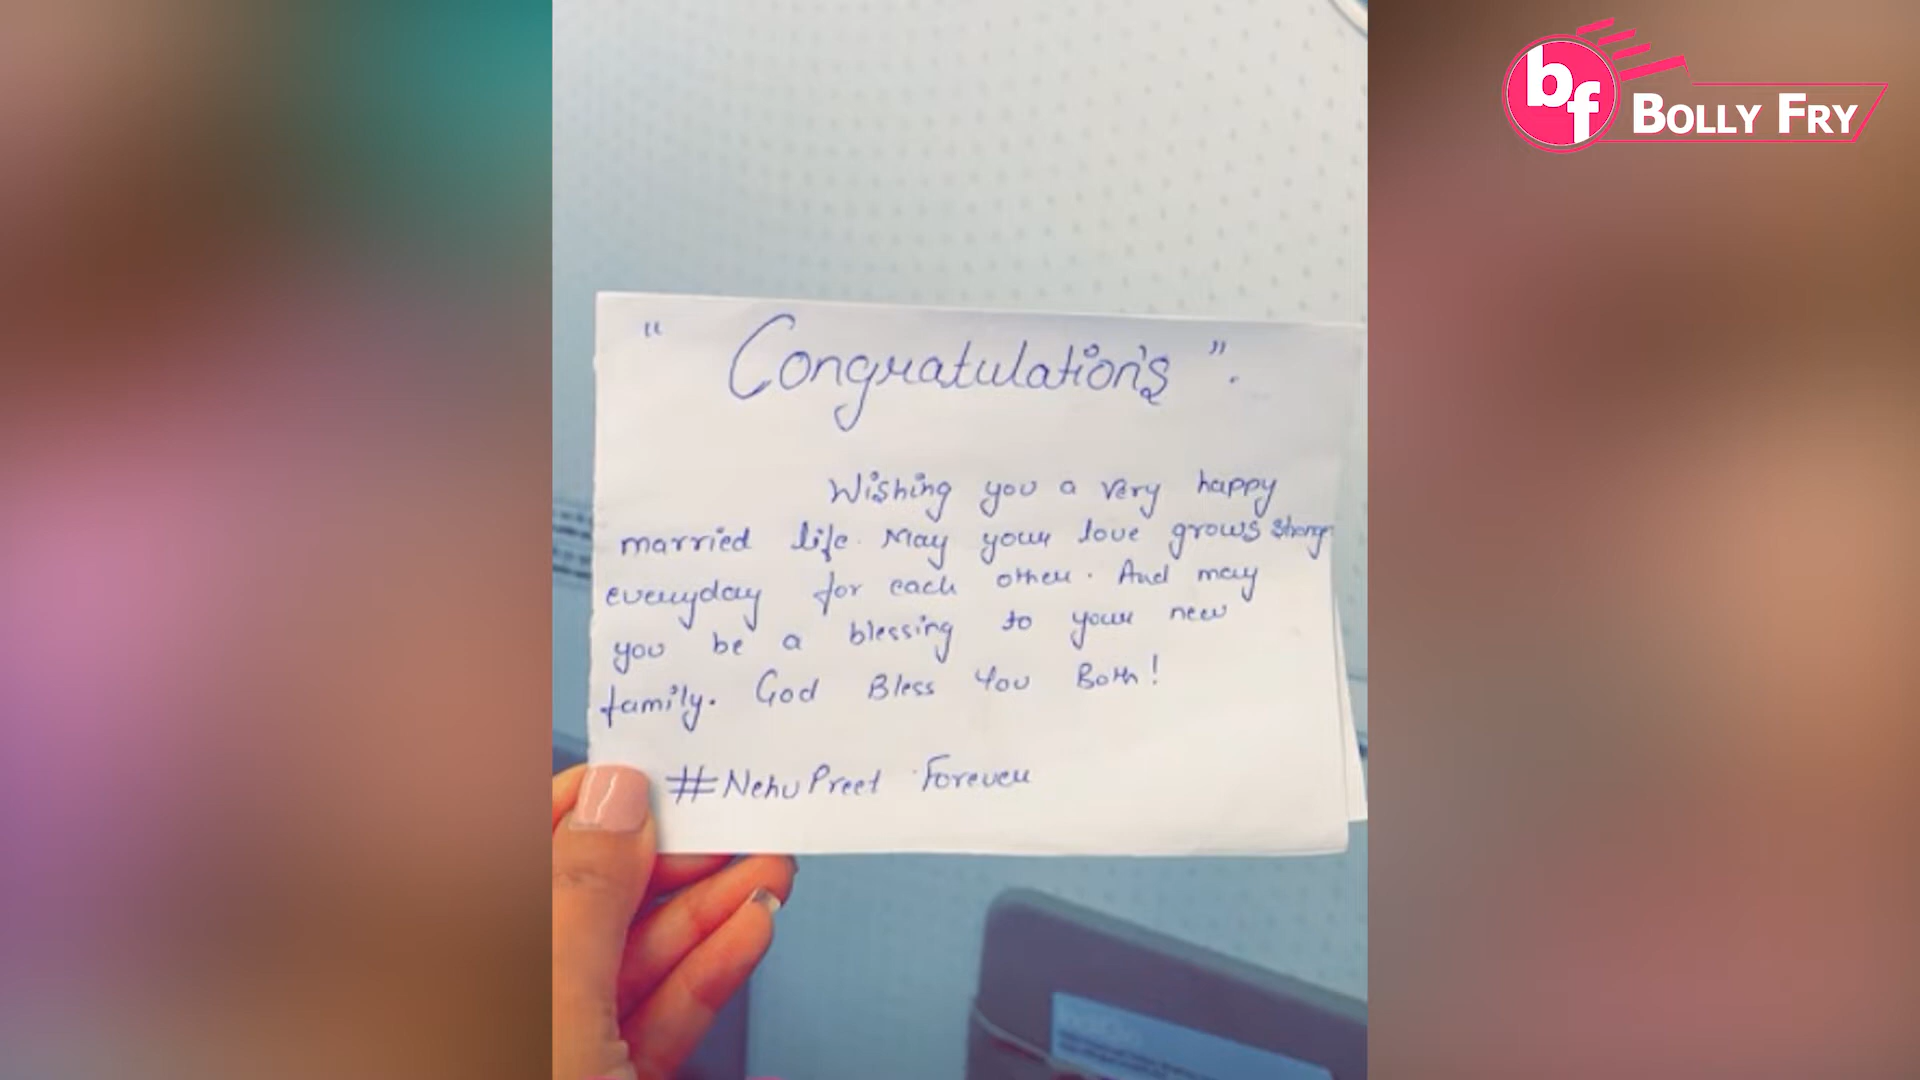 bf BOLLY FRY
" Congratulation's ".
Wishing you a very happy
married life. May your love grows
everyday for each other. And may
you be a blessing to your new
family. God Bless You Both!
#NehuPreet Forever